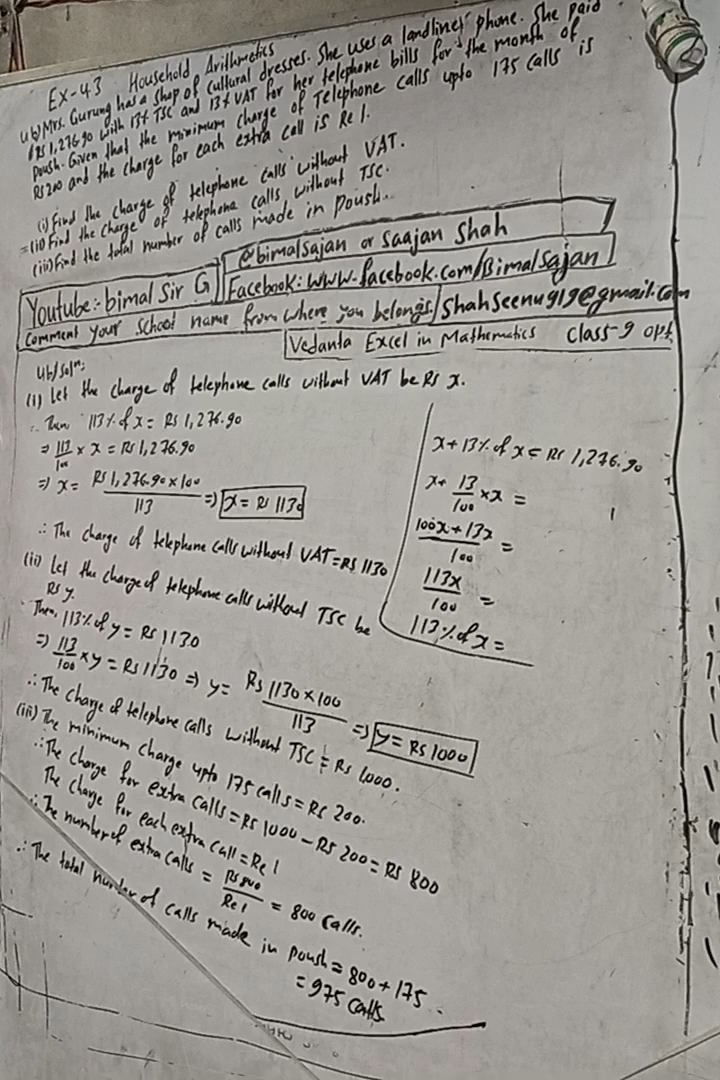 Ex-4.3 Household Arithmetics
4.b) Mrs. Gurung has a shop of cultural dresses. She uses a landline phone. She paid
Rs 1,276.90 with 13% TSC and 13% VAT for her telephone bills for the month of
Poush. Given that the minimum charge of Telephone calls upto 175 calls is
Rs 200 and the charge for each extra call is Re 1.
(i) Find the charge of telephone calls without VAT.
(ii) Find the charge of telephone calls without TSC.
(iii) Find the total number of calls made in poush.
@bimalsajan or Saajan Shah
Youtube:- bimal Sir G
Facebook: www.facebook.com/Bimalsajan
Comment your School name from where you belongs.
Shahseenu919@gmail.com
Vedanta Excel in Mathematics Class-9 opt
4b/solⁿ:
(i) Let the charge of telephone calls without VAT be Rs x.
Then 113% of x = Rs 1,276.90
⇒ 113/100 × x = Rs 1,276.90
⇒ x = Rs 1,276.90 × 100 / 113 ⇒ x = Rs 1130
∴ The charge of telephone calls without VAT = Rs 1130
x + 13% of x = Rs 1,276.90
x + 13/100 × x =
100x + 13x / 100 =
113x / 100 =
113% of x =
(ii) Let the charge of telephone calls without TSC be
Rs y.
Then, 113% of y = Rs 1130
⇒ 113/100 × y = Rs 1130 ⇒ y = Rs 1130 × 100 / 113 ⇒ y = Rs 1000
∴ The charge of telephone calls without TSC = Rs 1000.
(iii) The minimum charge upto 175 calls = Rs 200.
∴ The charge for extra calls = Rs 1000 − Rs 200 = Rs 800
The charge for each extra call = Re 1
∴ The number of extra calls = Rs 800 / Re 1 = 800 calls.
∴ The total number of calls made in poush = 800 + 175
= 975 calls